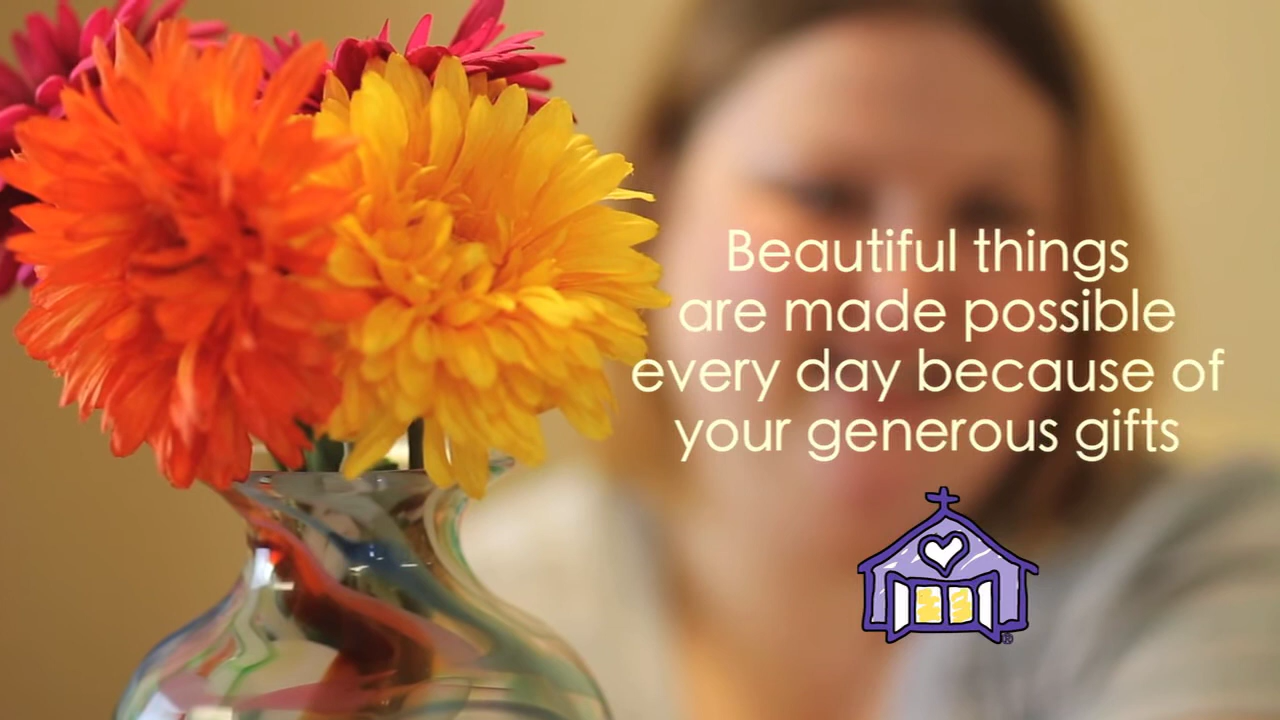 Beautiful things
are made possible
every day because of
your generous gifts
®